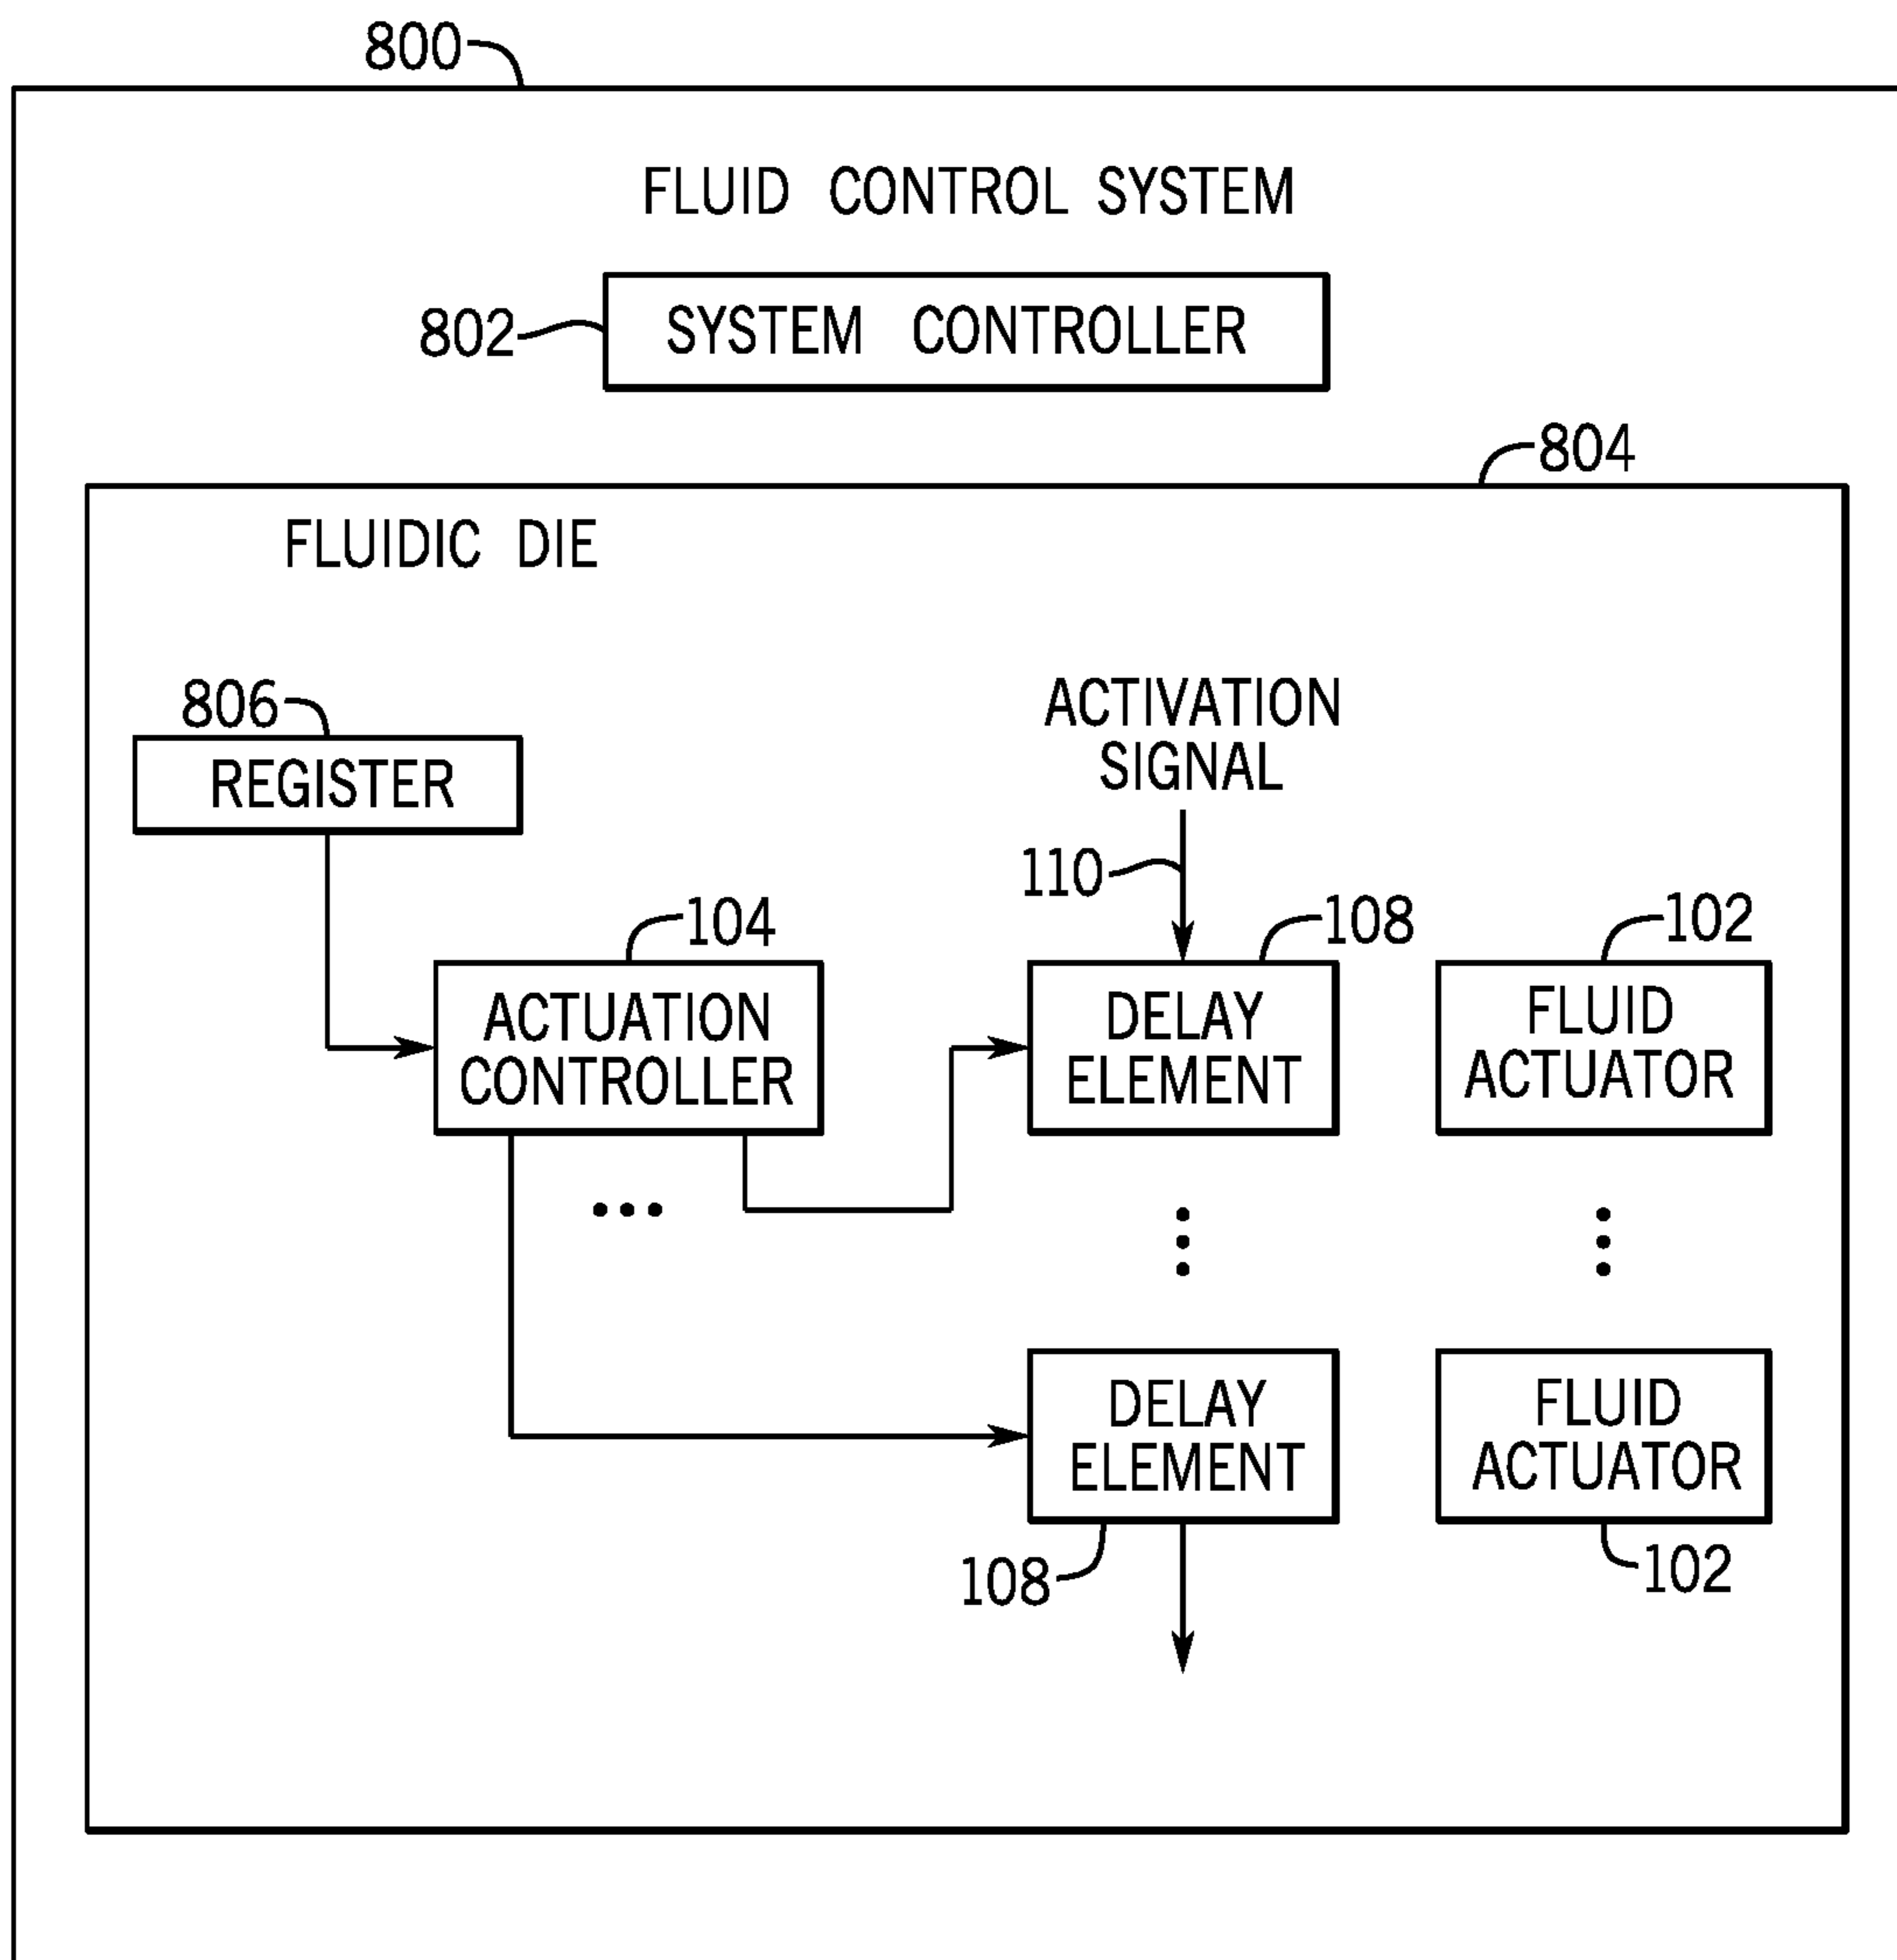 800
FLUID CONTROL SYSTEM
802
SYSTEM CONTROLLER
804
FLUIDIC DIE
806
REGISTER
ACTIVATION
SIGNAL
110
104
ACTUATION
CONTROLLER
108
DELAY
ELEMENT
102
FLUID
ACTUATOR
DELAY
ELEMENT
108
FLUID
ACTUATOR
102